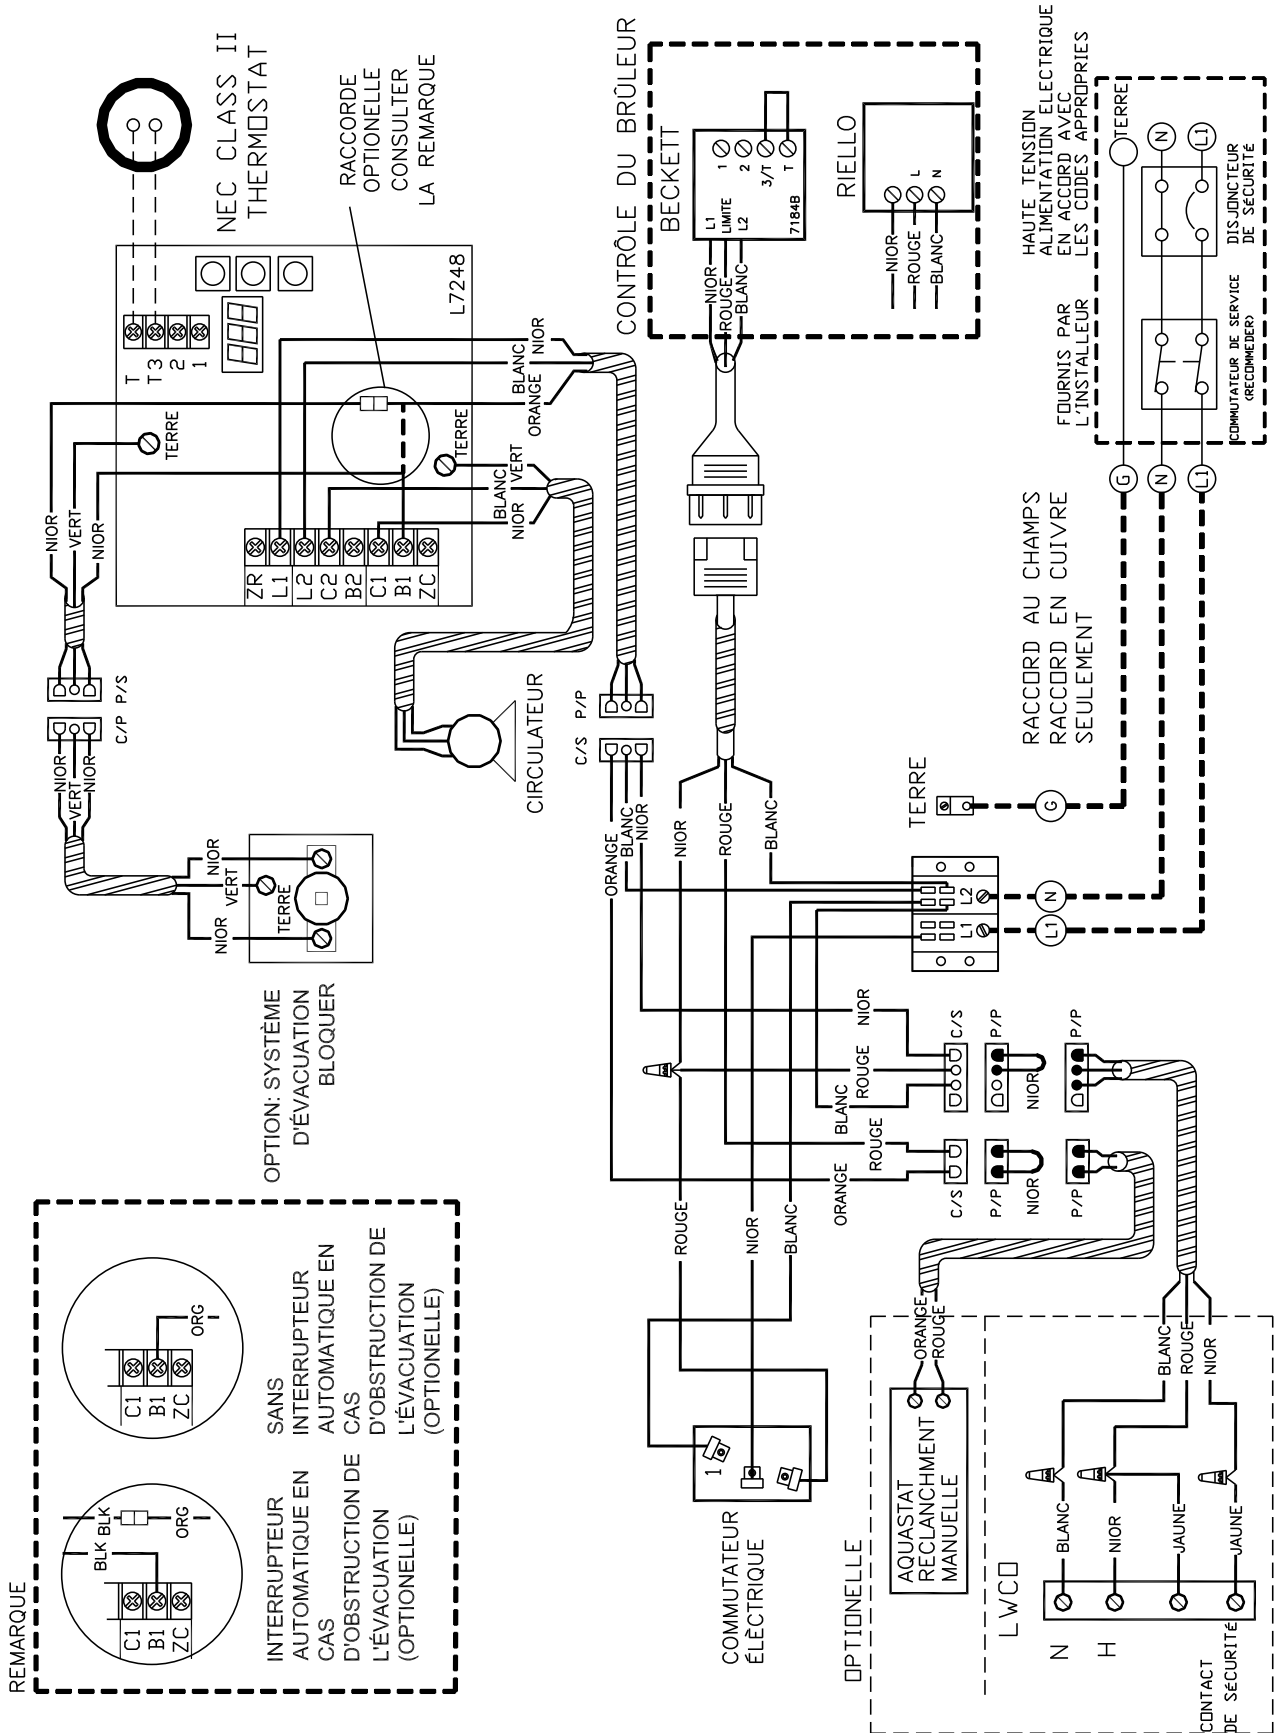 REMARQUE
C1
B1
ZC
BLK
BLK
ORG
INTERRUPTEUR
AUTOMATIQUE EN
CAS
D'OBSTRUCTION DE
L'ÉVACUATION
(OPTIONELLE)
C1
B1
ZC
ORG
SANS
INTERRUPTEUR
AUTOMATIQUE EN
CAS
D'OBSTRUCTION DE
L'ÉVACUATION
(OPTIONELLE)
OPTION: SYSTÈME
D'ÉVACUATION
BLOQUER
NIOR
VERT
NIOR
TERRE
NIOR
VERT
NIOR
C/P
P/S
NIOR
VERT
NIOR
TERRE
T
T
3
2
1
NEC CLASS II
THERMOSTAT
RACCORDE
OPTIONELLE
CONSULTER
LA REMARQUE
L7248
ZR
L1
L2
C2
B2
C1
B1
ZC
TERRE
BLANC
VERT
NIOR
NIOR
BLANC
ORANGE
CIRCULATEUR
C/S
P/P
ORANGE
BLANC
NIOR
NIOR
ROUGE
BLANC
CONTRÔLE DU BRÛLEUR
BECKETT
L1
LIMITE
L2
1
2
3/T
T
7184B
NIOR
ROUGE
BLANC
RIELLO
L
N
NIOR
ROUGE
BLANC
COMMUTATEUR
ÉLÈCTRIQUE
1
ROUGE
NIOR
BLANC
ORANGE
ROUGE
BLANC
ROUGE
NIOR
C/S
P/P
NIOR
P/P
C/S
P/P
NIOR
P/P
TERRE
L1
L2
G
N
L1
RACCORD AU CHAMPS
RACCORD EN CUIVRE
SEULEMENT
G
N
L1
FOURNIS PAR
L'INSTALLEUR
HAUTE TENSION
ALIMENTATION ELECTRIQUE
EN ACCORD AVEC
LES CODES APPROPRIES
TERRE
N
L1
COMMUTATEUR DE SERVICE
(RECOMMEDER)
DISJONCTEUR
DE SÉCURITÉ
OPTIONELLE
AQUASTAT
RECLANCHMENT
MANUELLE
ORANGE
ROUGE
LWCO
N
H
CONTACT
DE SÉCURITÉ
BLANC
NIOR
JAUNE
JAUNE
BLANC
ROUGE
NIOR